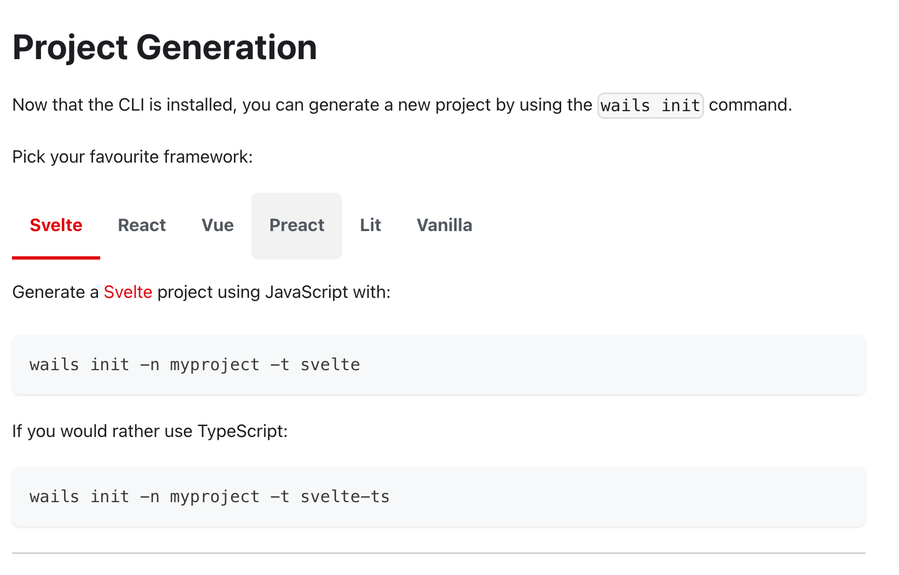 Project Generation
Now that the CLI is installed, you can generate a new project by using the wails init command.
Pick your favourite framework:
Svelte React Vue Preact Lit Vanilla
Generate a Svelte project using JavaScript with:
wails init -n myproject -t svelte
If you would rather use TypeScript:
wails init -n myproject -t svelte-ts